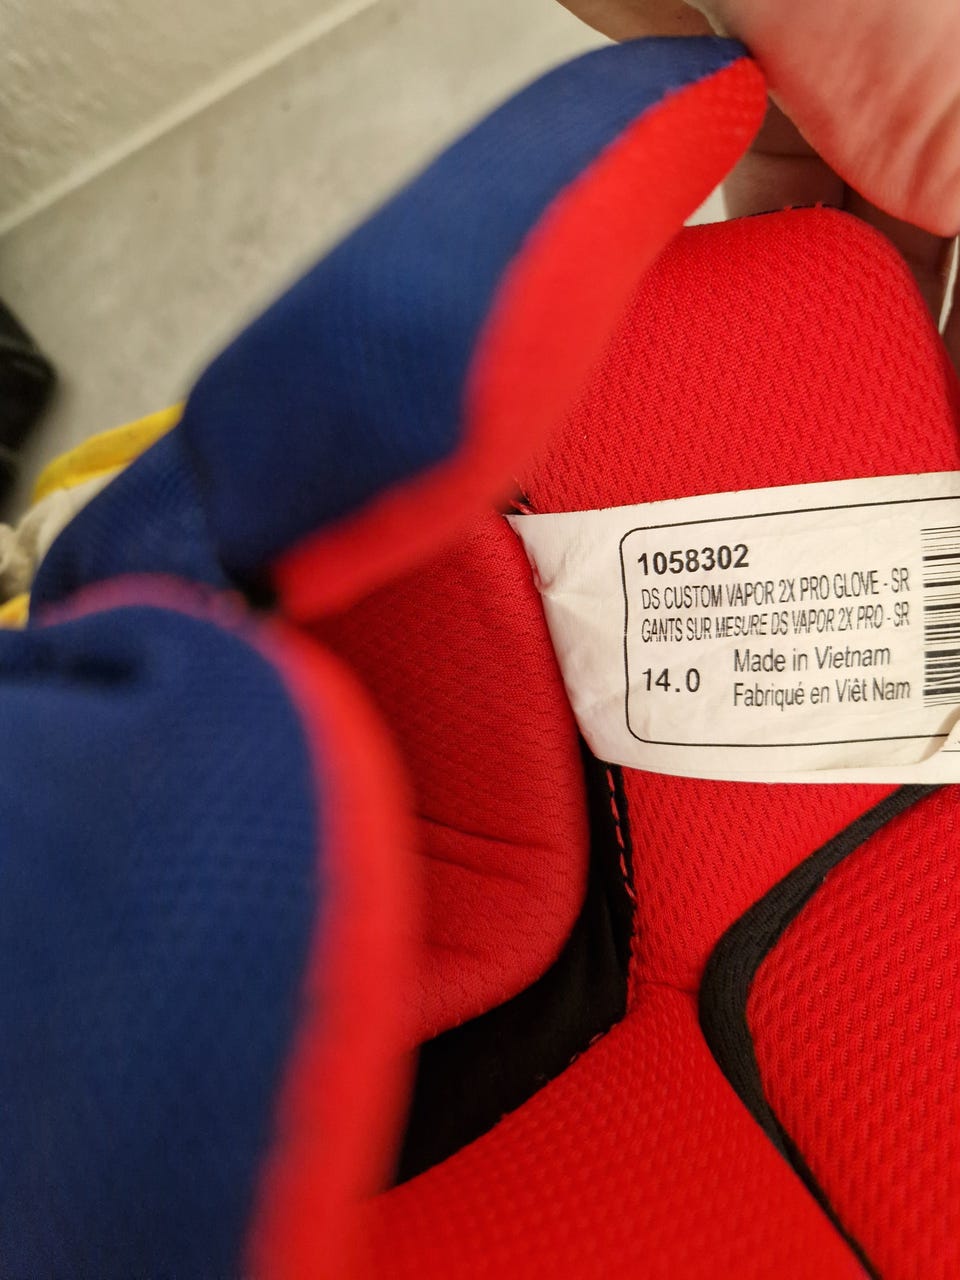 1058302
DS CUSTOM VAPOR 2X PRO GLOVE - SR
GANTS SUR MESURE DS VAPOR 2X PRO - SR
14.0 Made in Vietnam
Fabriqué en Viêt Nam